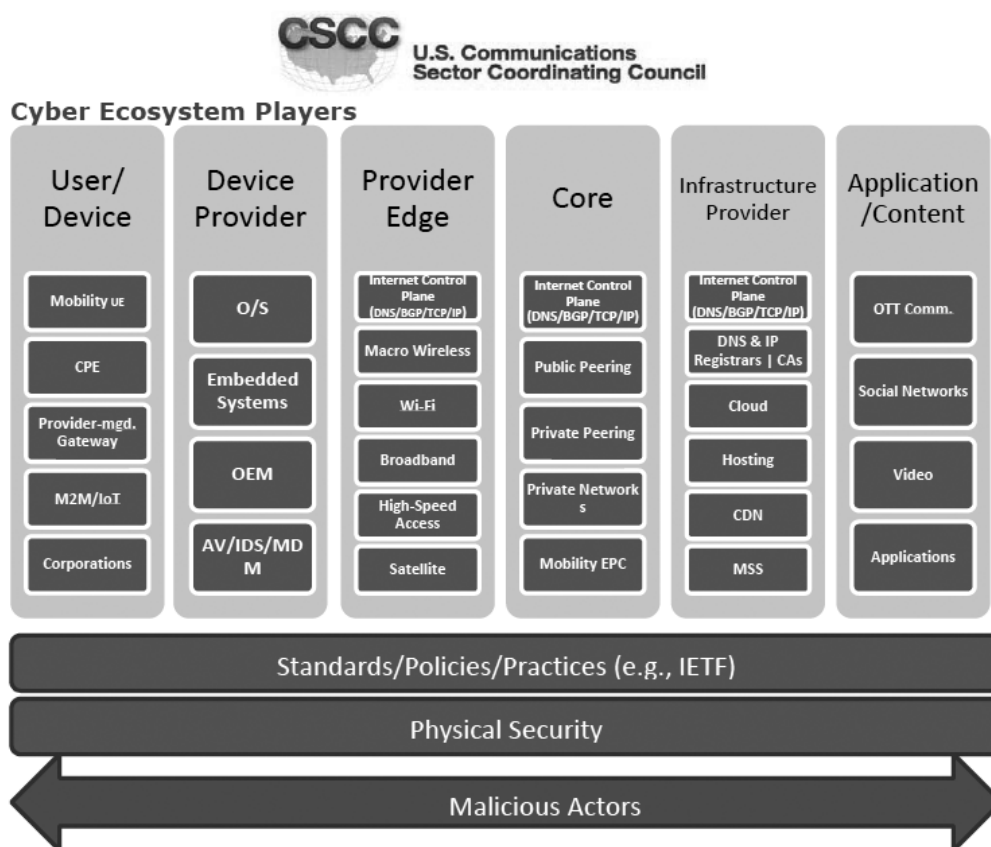 CSCC
U.S. Communications
Sector Coordinating Council
Cyber Ecosystem Players
User/
Device
Mobility UE
CPE
Provider-mgd.
Gateway
M2M/IoT
Corporations
Device
Provider
O/S
Embedded
Systems
OEM
AV/IDS/MD
M
Provider
Edge
Internet Control
Plane
(DNS/BGP/TCP/IP)
Macro Wireless
Wi-Fi
Broadband
High-Speed
Access
Satellite
Core
Internet Control
Plane
(DNS/BGP/TCP/IP)
Public Peering
Private Peering
Private Network
s
Mobility EPC
Infrastructure
Provider
Internet Control
Plane
(DNS/BGP/TCP/IP)
DNS & IP
Registrars | CAs
Cloud
Hosting
CDN
MSS
Application
/Content
OTT Comm.
Social Networks
Video
Applications
Standards/Policies/Practices (e.g., IETF)
Physical Security
Malicious Actors